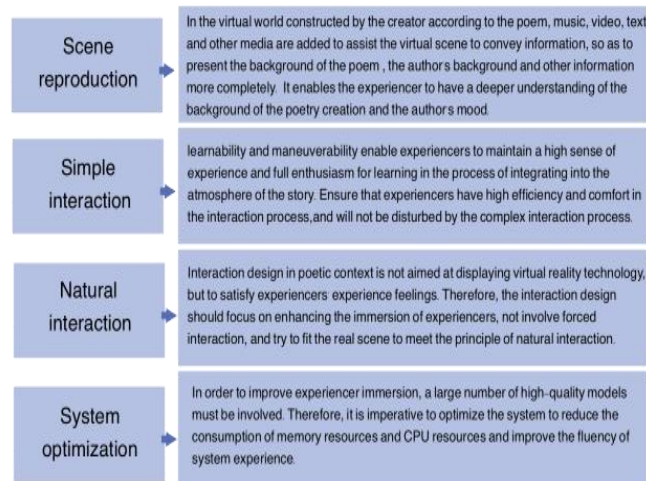 Scene
reproduction
In the virtual world constructed by the creator according to the poem, music, video, text
and other media are added to assist the virtual scene to convey information, so as to
present the background of the poem , the author's background and other information
more completely. It enables the experiencer to have a deeper understanding of the
background of the poetry creation and the author's mood.
Simple
interaction
learnability and maneuverability enable experiencers to maintain a high sense of
experience and full enthusiasm for learning in the process of integrating into the
atmosphere of the story. Ensure that experiencers have high efficiency and comfort in
the interaction process,and will not be disturbed by the complex interaction process.
Natural
interaction
Interaction design in poetic context is not aimed at displaying virtual reality technology,
but to satisfy experiencers experience feelings. Therefore, the interaction design
should focus on enhancing the immersion of experiencers, not involve forced
interaction, and try to fit the real scene to meet the principle of natural interaction.
System
optimization
In order to improve experiencer immersion, a large number of high-quality models
must be involved. Therefore, it is imperative to optimize the system to reduce the
consumption of memory resources and CPU resources and improve the fluency of
system experience.